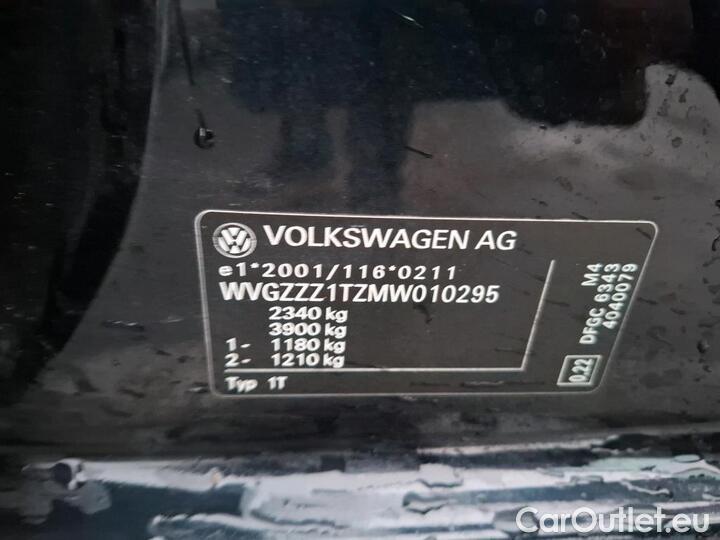 VOLKSWAGEN AG
e1*2001/116*0211
WVGZZZ1TZMW010295
2340 kg
3900 kg
1- 1180 kg
2- 1210 kg
Typ 1T
M4
DFGC 6343
4040079
0.22
CarOutlet.eu